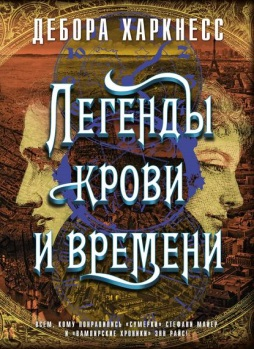 ДЕБОРА ХАРКНЕСС
ЛЕГЕНДЫ
КРОВИ
И ВРЕМЕНИ
ВСЕМ, КОМУ ПОНРАВИЛИСЬ «СУМЕРКИ» СТЕФАНИ МАЙЕР
И «ВАМПИРСКИЕ ХРОНИКИ» ЭНН РАЙС!